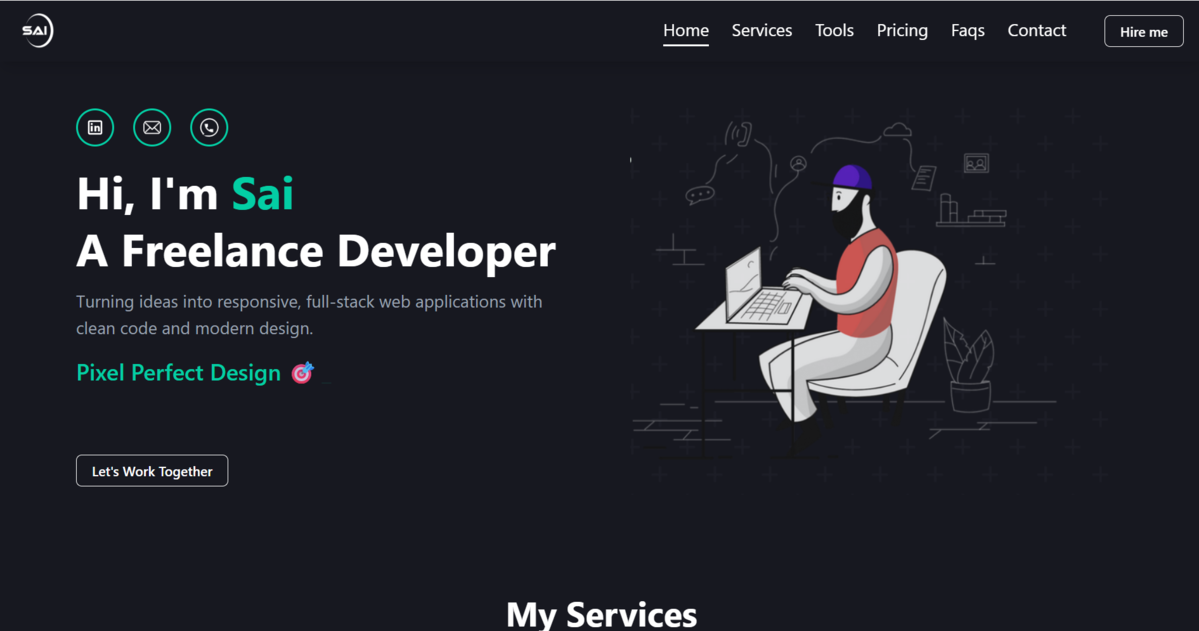 SAI
Home Services Tools Pricing Faqs Contact Hire me
in
Hi, I'm Sai
A Freelance Developer
Turning ideas into responsive, full-stack web applications with
clean code and modern design.
Pixel Perfect Design 🎯
Let's Work Together
My Services